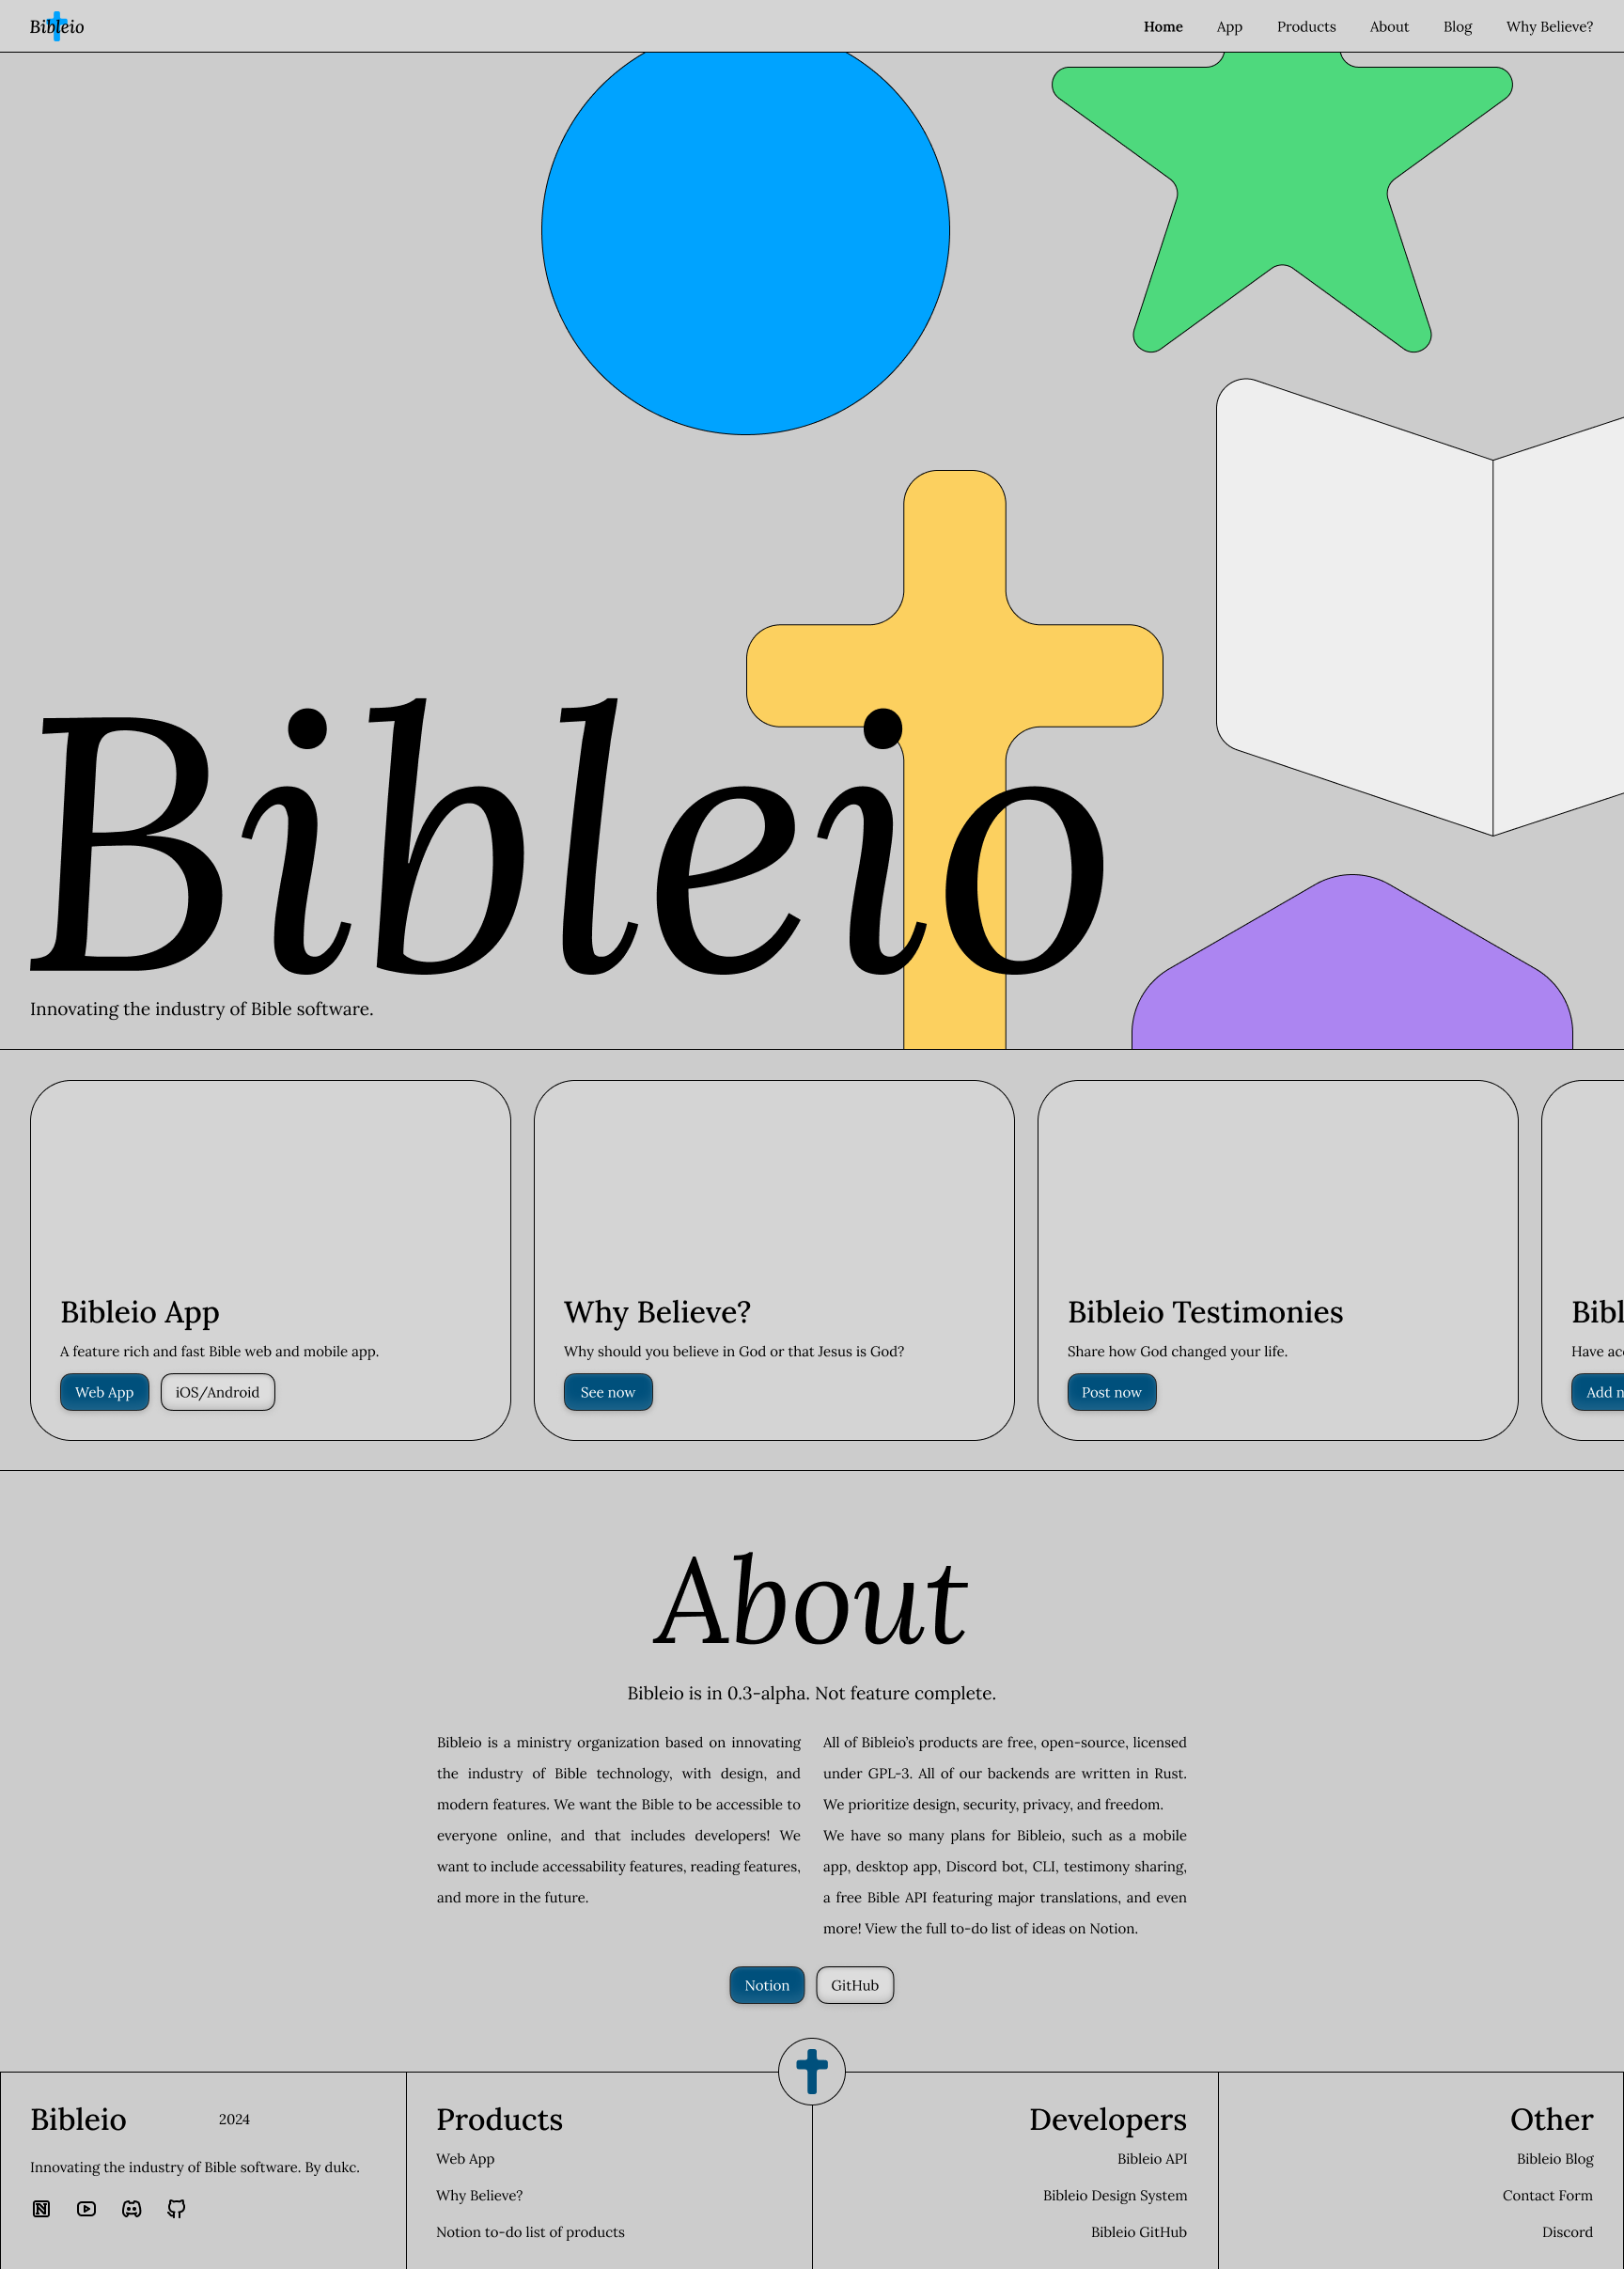 Bibleio
Home
App
Products
About
Blog
Why Believe?
Bibleio
Innovating the industry of Bible software.
Bibleio App
A feature rich and fast Bible web and mobile app.
Web App
iOS/Android
Why Believe?
Why should you believe in God or that Jesus is God?
See now
Bibleio Testimonies
Share how God changed your life.
Post now
About
Bibleio is in 0.3-alpha. Not feature complete.
Bibleio is a ministry organization based on innovating
the industry of Bible technology, with design, and
modern features. We want the Bible to be accessible to
everyone online, and that includes developers! We
want to include accessability features, reading features,
and more in the future.
All of Bibleio’s products are free, open-source, licensed
under GPL-3. All of our backends are written in Rust.
We prioritize design, security, privacy, and freedom.
We have so many plans for Bibleio, such as a mobile
app, desktop app, Discord bot, CLI, testimony sharing,
a free Bible API featuring major translations, and even
more! View the full to-do list of ideas on Notion.
Notion
GitHub
Bibleio
2024
Innovating the industry of Bible software. By dukc.
Products
Web App
Why Believe?
Notion to-do list of products
Developers
Bibleio API
Bibleio Design System
Bibleio GitHub
Other
Bibleio Blog
Contact Form
Discord